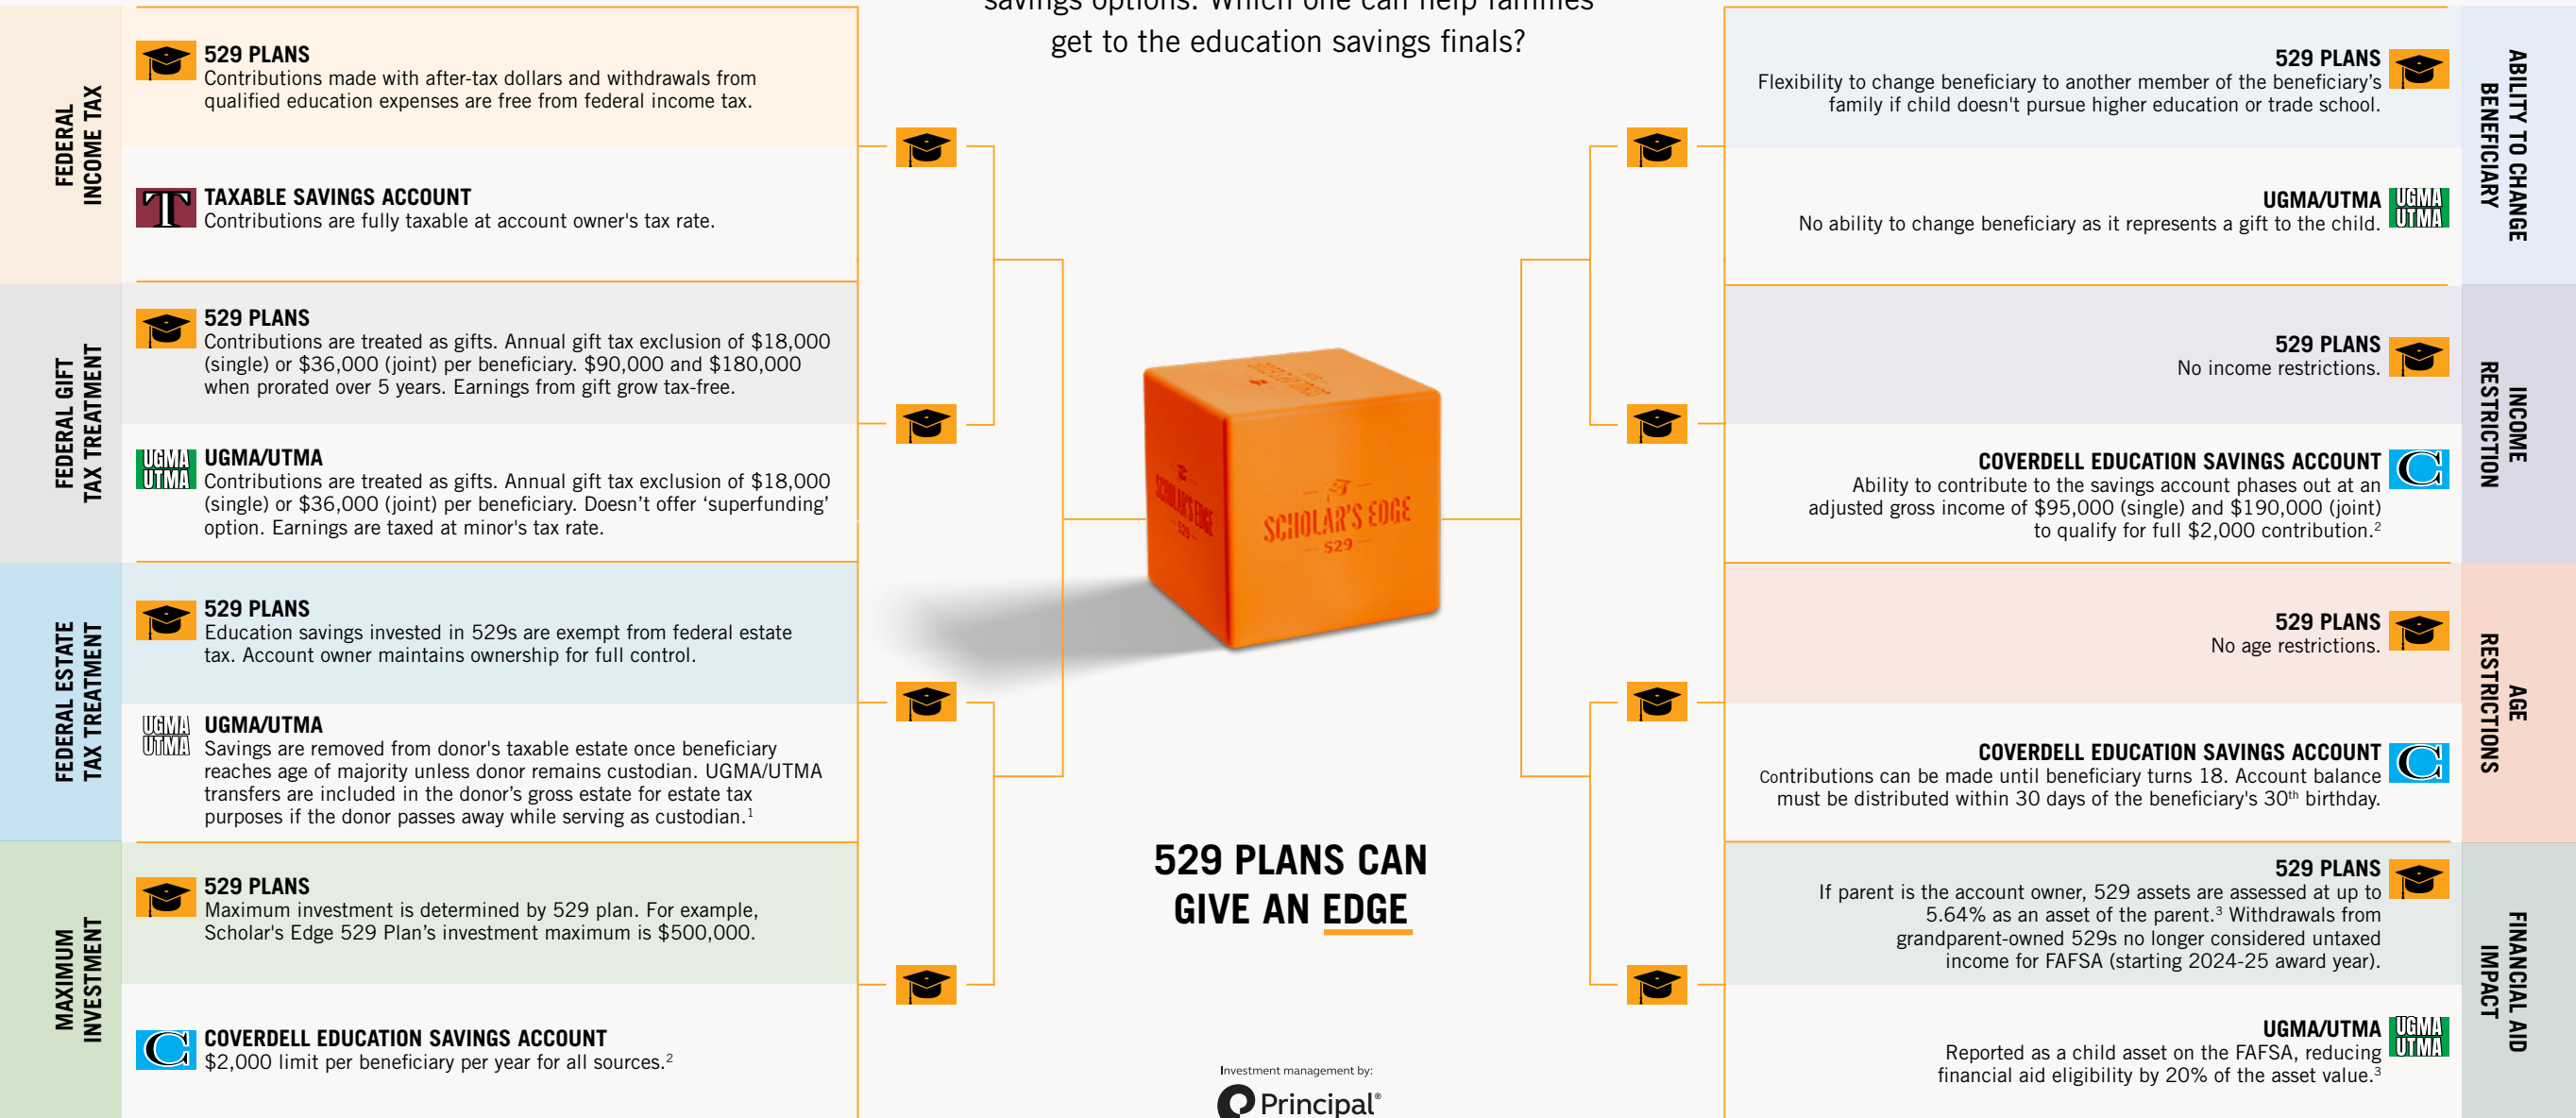 savings options. Which one can help families
get to the education savings finals?
FEDERAL
INCOME TAX
529 PLANS
Contributions made with after-tax dollars and withdrawals from
qualified education expenses are free from federal income tax.
T
TAXABLE SAVINGS ACCOUNT
Contributions are fully taxable at account owner's tax rate.
FEDERAL GIFT
TAX TREATMENT
529 PLANS
Contributions are treated as gifts. Annual gift tax exclusion of $18,000
(single) or $36,000 (joint) per beneficiary. $90,000 and $180,000
when prorated over 5 years. Earnings from gift grow tax-free.
UGMA
UTMA
UGMA/UTMA
Contributions are treated as gifts. Annual gift tax exclusion of $18,000
(single) or $36,000 (joint) per beneficiary. Doesn’t offer ‘superfunding’
option. Earnings are taxed at minor's tax rate.
FEDERAL ESTATE
TAX TREATMENT
529 PLANS
Education savings invested in 529s are exempt from federal estate
tax. Account owner maintains ownership for full control.
UGMA
UTMA
UGMA/UTMA
Savings are removed from donor's taxable estate once beneficiary
reaches age of majority unless donor remains custodian. UGMA/UTMA
transfers are included in the donor’s gross estate for estate tax
purposes if the donor passes away while serving as custodian.1
MAXIMUM
INVESTMENT
529 PLANS
Maximum investment is determined by 529 plan. For example,
Scholar's Edge 529 Plan’s investment maximum is $500,000.
C
COVERDELL EDUCATION SAVINGS ACCOUNT
$2,000 limit per beneficiary per year for all sources.2
SCHOLAR'S EDGE
529
SCHOLAR'S EDGE
529
529 PLANS CAN
GIVE AN EDGE
Investment management by:
Principal®
ABILITY TO CHANGE
BENEFICIARY
529 PLANS
Flexibility to change beneficiary to another member of the beneficiary’s
family if child doesn't pursue higher education or trade school.
UGMA/UTMA
UGMA
UTMA
No ability to change beneficiary as it represents a gift to the child.
INCOME
RESTRICTION
529 PLANS
No income restrictions.
COVERDELL EDUCATION SAVINGS ACCOUNT
C
Ability to contribute to the savings account phases out at an
adjusted gross income of $95,000 (single) and $190,000 (joint)
to qualify for full $2,000 contribution.2
AGE
RESTRICTIONS
529 PLANS
No age restrictions.
COVERDELL EDUCATION SAVINGS ACCOUNT
C
Contributions can be made until beneficiary turns 18. Account balance
must be distributed within 30 days of the beneficiary's 30th birthday.
FINANCIAL AID
IMPACT
529 PLANS
If parent is the account owner, 529 assets are assessed at up to
5.64% as an asset of the parent.3 Withdrawals from
grandparent-owned 529s no longer considered untaxed
income for FAFSA (starting 2024-25 award year).
UGMA/UTMA
UGMA
UTMA
Reported as a child asset on the FAFSA, reducing
financial aid eligibility by 20% of the asset value.3